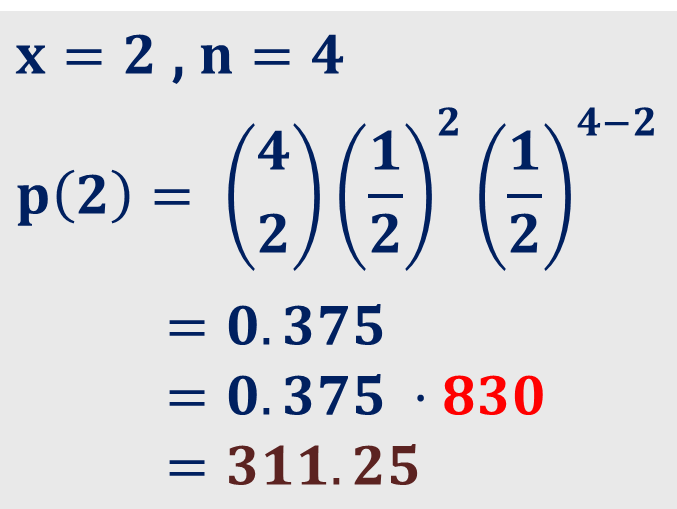 x = 2 , n = 4
p(2) = (4 2) (1/2)^2 (1/2)^4−2
= 0.375
= 0.375 · 830
= 311.25